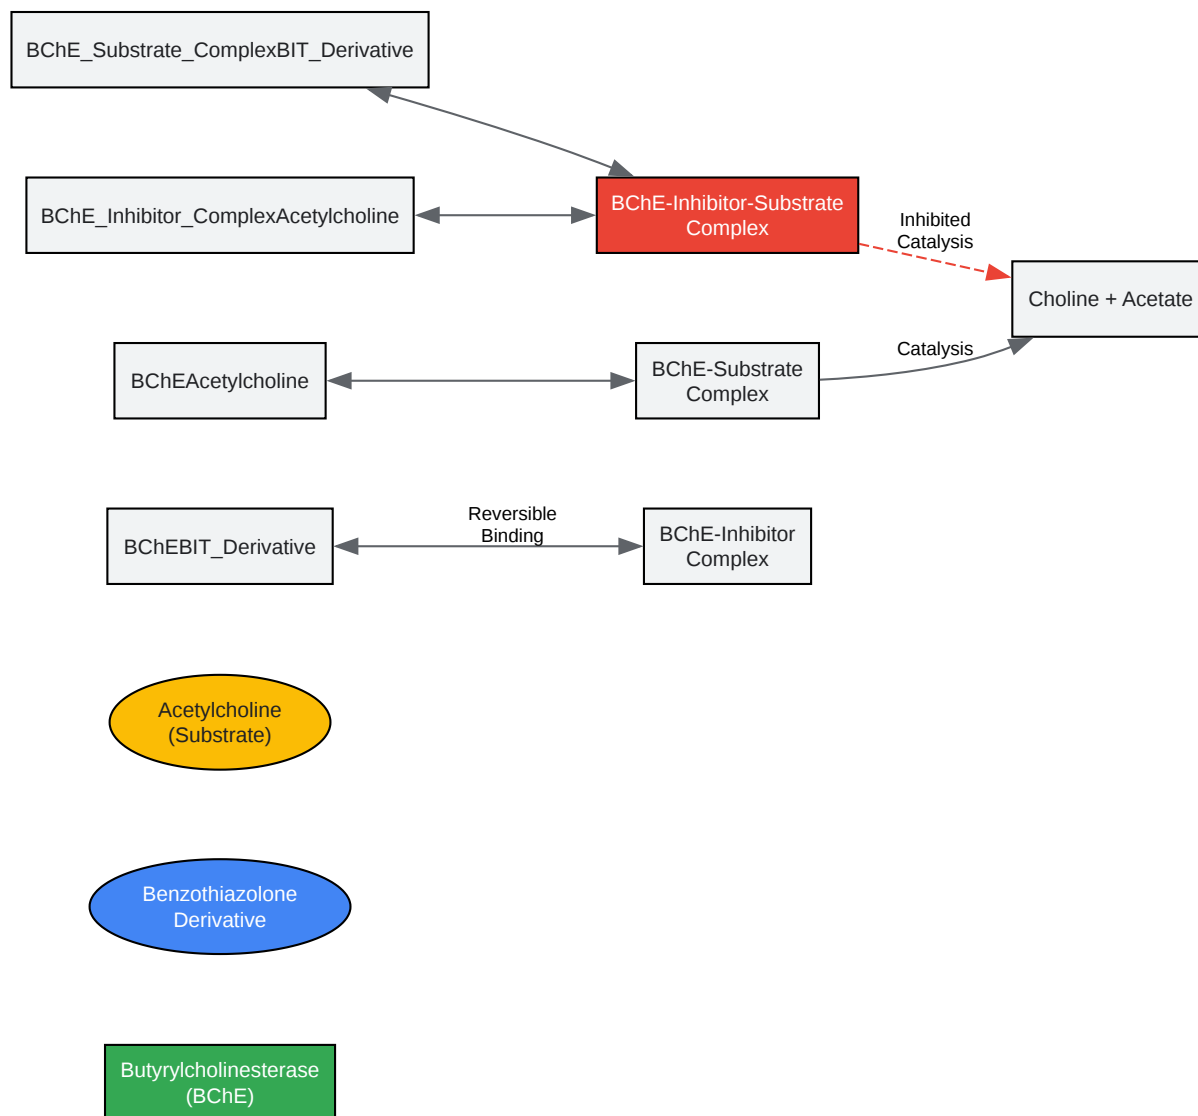 BChE_Substrate_ComplexBIT_Derivative
BChE_Inhibitor_ComplexAcetylcholine
BChE-Inhibitor-Substrate
Complex
Inhibited
Catalysis
Choline + Acetate
BChEAcetylcholine
BChE-Substrate
Complex
Catalysis
BChEBIT_Derivative
Reversible
Binding
BChE-Inhibitor
Complex
Acetylcholine
(Substrate)
Benzothiazolone
Derivative
Butyrylcholinesterase
(BChE)